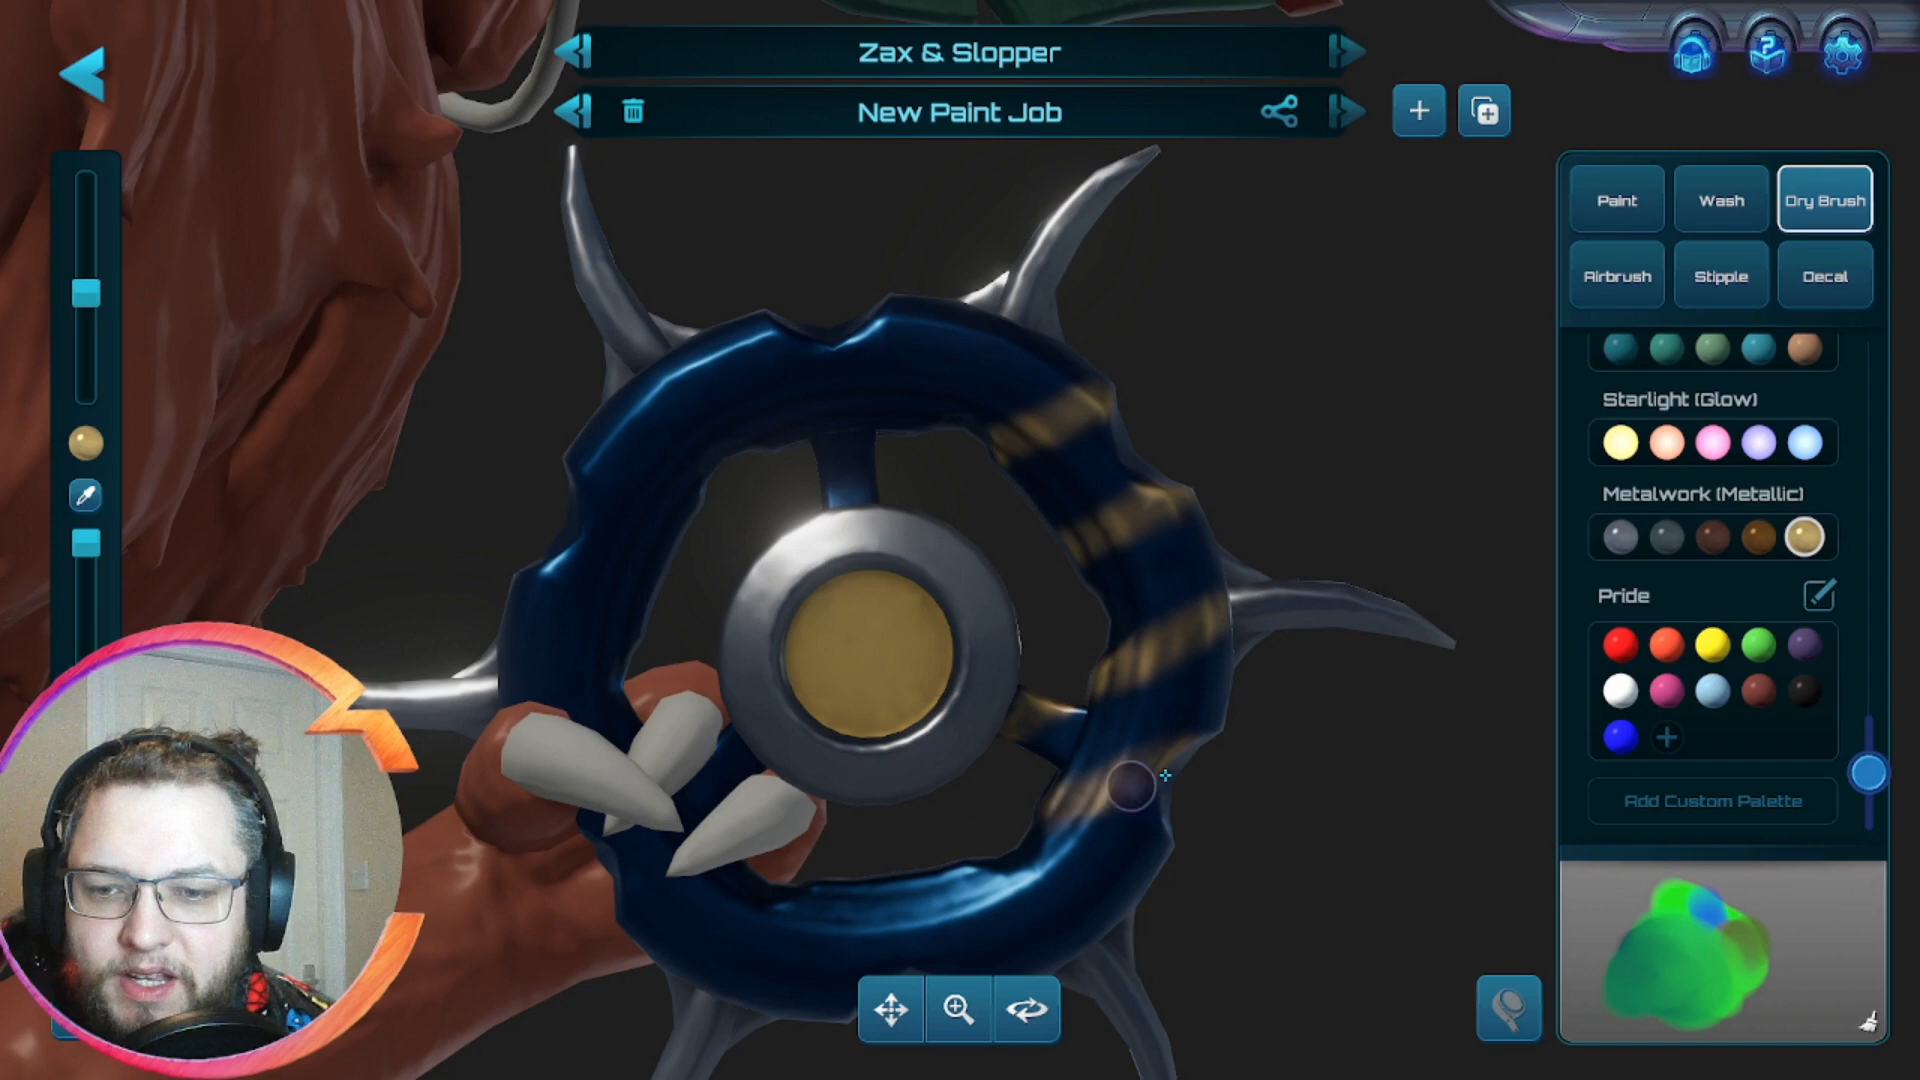 Zax & Slopper
New Paint Job
Paint
Wash
Dry Brush
Airbrush
Stipple
Decal
Starlight (Glow)
Metalwork (Metallic)
Pride
Add Custom Palette